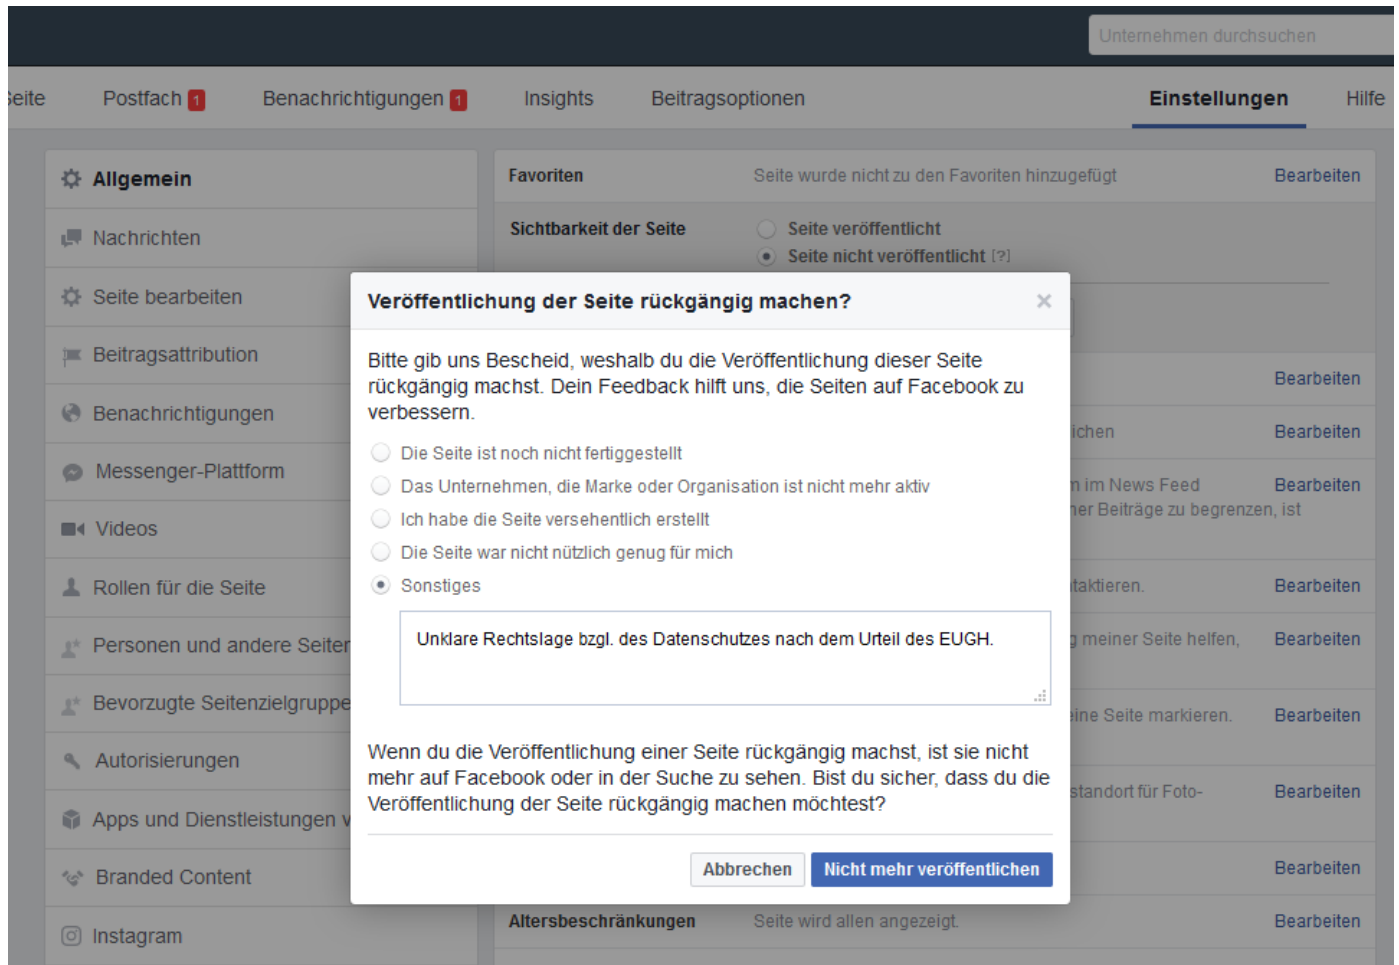 Unternehmen durchsuchen
Seite Postfach 1 Benachrichtigungen 1 Insights Beitragsoptionen Einstellungen Hilfe
Allgemein
Nachrichten
Seite bearbeiten
Beitragsattribution
Benachrichtigungen
Messenger-Plattform
Videos
Rollen für die Seite
Personen und andere Seiten
Bevorzugte Seitenzielgruppe
Autorisierungen
Apps und Dienstleistungen v
Branded Content
Instagram
Favoriten Seite wurde nicht zu den Favoriten hinzugefügt Bearbeiten
Sichtbarkeit der Seite Seite veröffentlicht
Seite nicht veröffentlicht [?]
Veröffentlichung der Seite rückgängig machen?
Bitte gib uns Bescheid, weshalb du die Veröffentlichung dieser Seite
rückgängig machst. Dein Feedback hilft uns, die Seiten auf Facebook zu
verbessern.
Die Seite ist noch nicht fertiggestellt
Das Unternehmen, die Marke oder Organisation ist nicht mehr aktiv
Ich habe die Seite versehentlich erstellt
Die Seite war nicht nützlich genug für mich
Sonstiges
Unklare Rechtslage bzgl. des Datenschutzes nach dem Urteil des EUGH.
Wenn du die Veröffentlichung einer Seite rückgängig machst, ist sie nicht
mehr auf Facebook oder in der Suche zu sehen. Bist du sicher, dass du die
Veröffentlichung der Seite rückgängig machen möchtest?
Abbrechen Nicht mehr veröffentlichen
Bearbeiten
ichen Bearbeiten
im News Feed Bearbeiten
ner Beiträge zu begrenzen, ist
ntaktieren. Bearbeiten
g meiner Seite helfen, Bearbeiten
eine Seite markieren. Bearbeiten
standort für Foto- Bearbeiten
Bearbeiten
Altersbeschränkungen Seite wird allen angezeigt. Bearbeiten